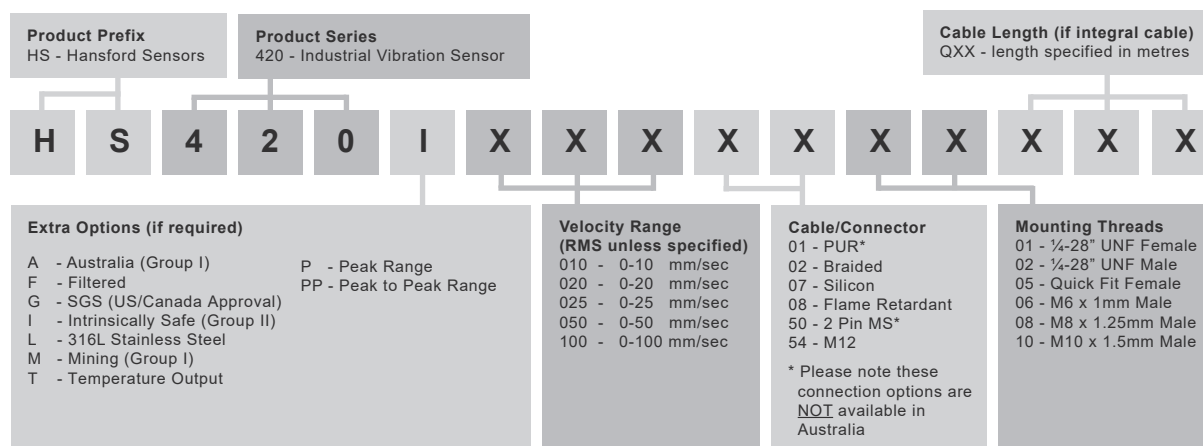 Product Prefix
HS - Hansford Sensors
Product Series
420 - Industrial Vibration Sensor
Cable Length (if integral cable)
QXX - length specified in metres
H S 4 2 0 I X X X X X X X X X X
Extra Options (if required)
A - Australia (Group I)
F - Filtered
G - SGS (US/Canada Approval)
I - Intrinsically Safe (Group II)
L - 316L Stainless Steel
M - Mining (Group I)
T - Temperature Output
P - Peak Range
PP - Peak to Peak Range
Velocity Range
(RMS unless specified)
010 - 0-10 mm/sec
020 - 0-20 mm/sec
025 - 0-25 mm/sec
050 - 0-50 mm/sec
100 - 0-100 mm/sec
Cable/Connector
01 - PUR*
02 - Braided
07 - Silicon
08 - Flame Retardant
50 - 2 Pin MS*
54 - M12
* Please note these
connection options are
NOT available in
Australia
Mounting Threads
01 - ¼-28” UNF Female
02 - ¼-28” UNF Male
05 - Quick Fit Female
06 - M6 x 1mm Male
08 - M8 x 1.25mm Male
10 - M10 x 1.5mm Male